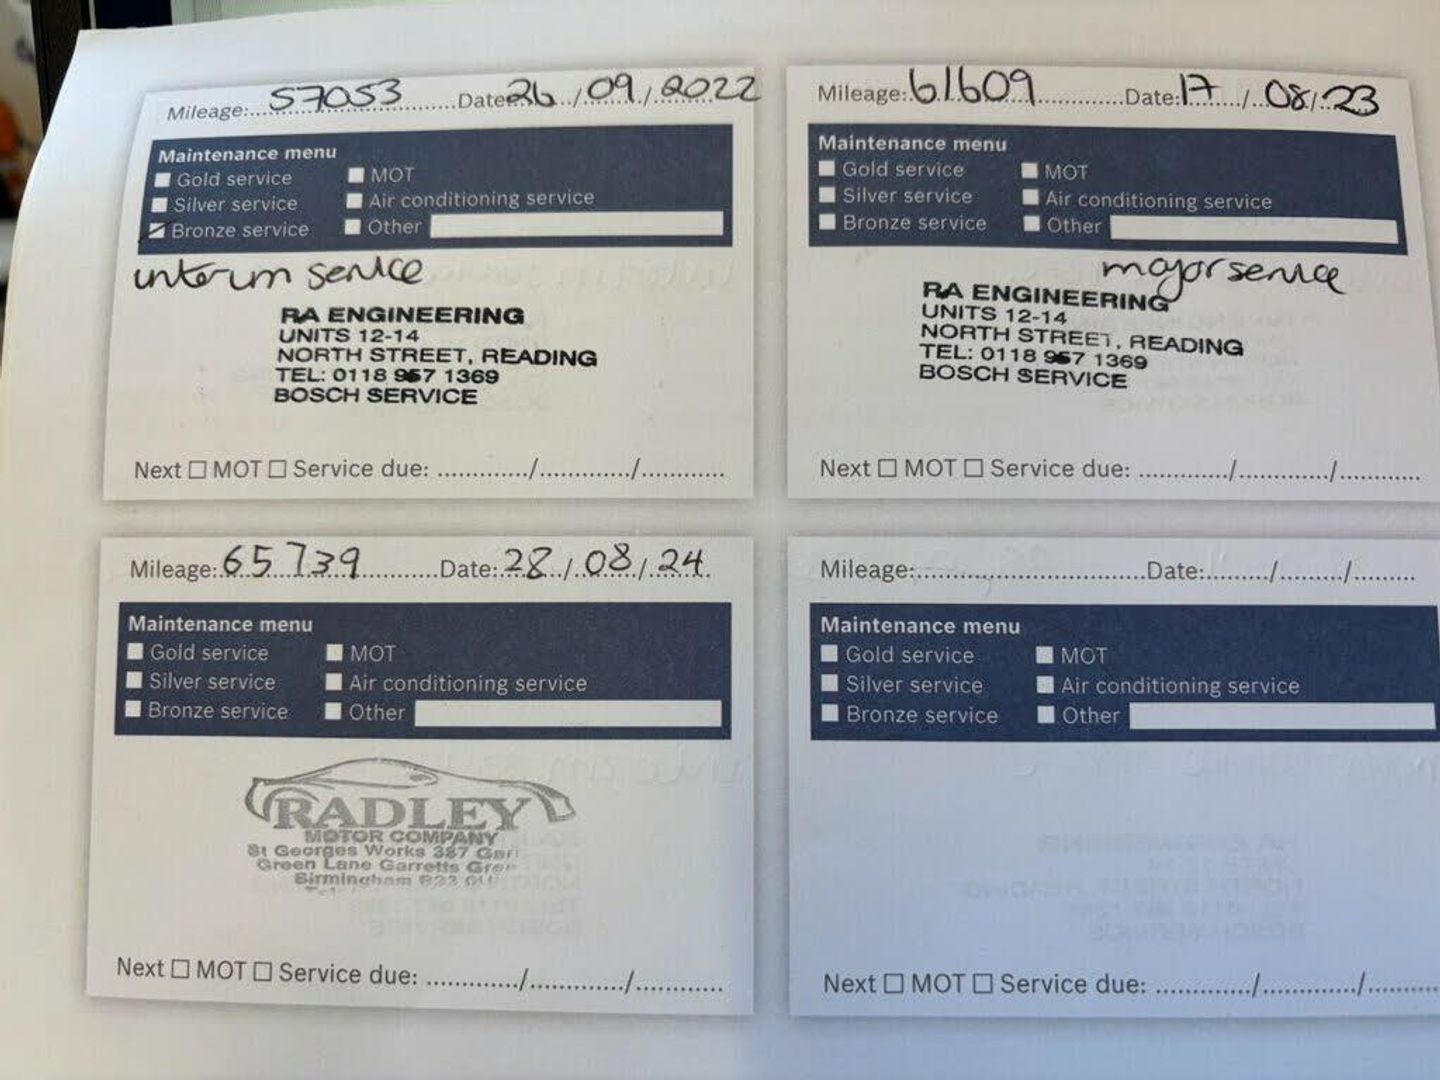 Mileage: 57053 Date: 26 / 09 / 2022
Maintenance menu
Gold service MOT
Silver service Air conditioning service
Bronze service Other
interim service
RA ENGINEERING
UNITS 12-14
NORTH STREET, READING
TEL: 0118 957 1369
BOSCH SERVICE
Next MOT Service due: ............/............/............
Mileage: 61609 Date: 17 / 08 / 23
Maintenance menu
Gold service MOT
Silver service Air conditioning service
Bronze service Other
major service
RA ENGINEERING
UNITS 12-14
NORTH STREET, READING
TEL: 0118 957 1369
BOSCH SERVICE
Next MOT Service due: ............/............/............
Mileage: 65739 Date: 28 / 08 / 24
Maintenance menu
Gold service MOT
Silver service Air conditioning service
Bronze service Other
RADLEY
MOTOR COMPANY
St Georges Works 387
Green Lane Garretts
Birmingham B33
Next MOT Service due: ............/............/............
Mileage:..............................Date:........./........./.........
Maintenance menu
Gold service MOT
Silver service Air conditioning service
Bronze service Other
Next MOT Service due: ............/............/............